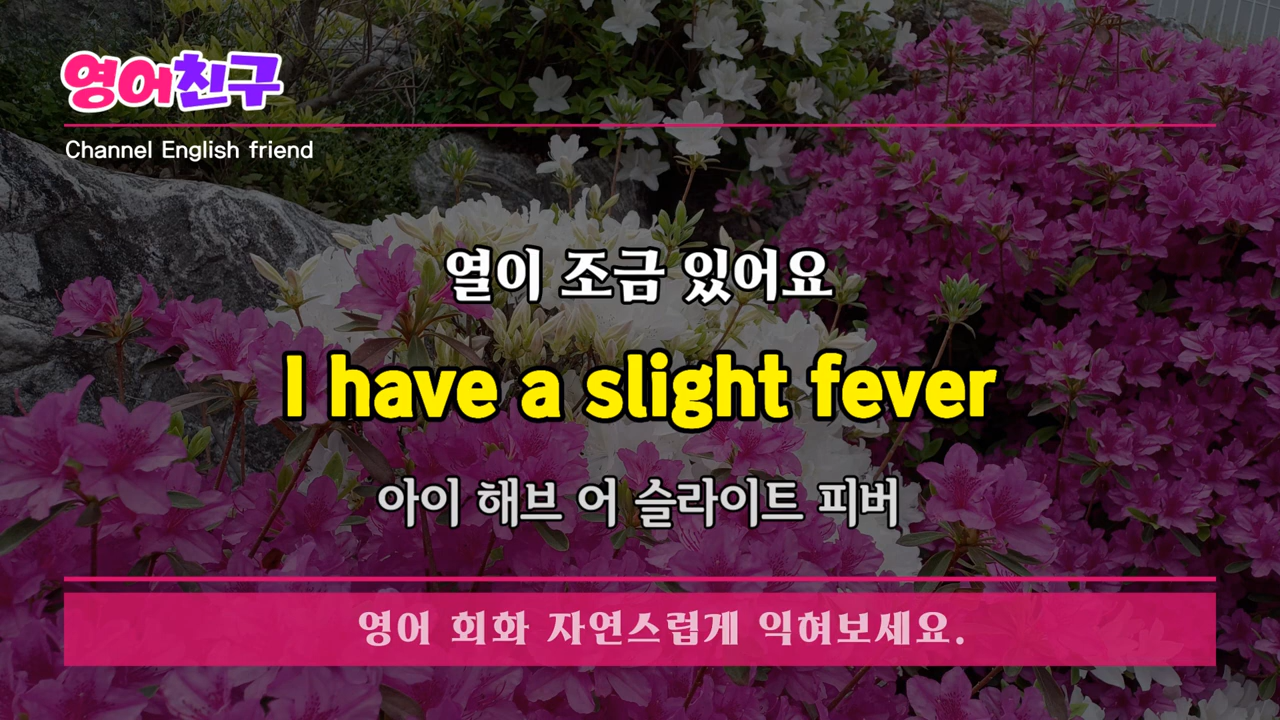 영어친구
Channel English friend
열이 조금 있어요
I have a slight fever
아이 해브 어 슬라이트 피버
영어 회화 자연스럽게 익혀보세요.